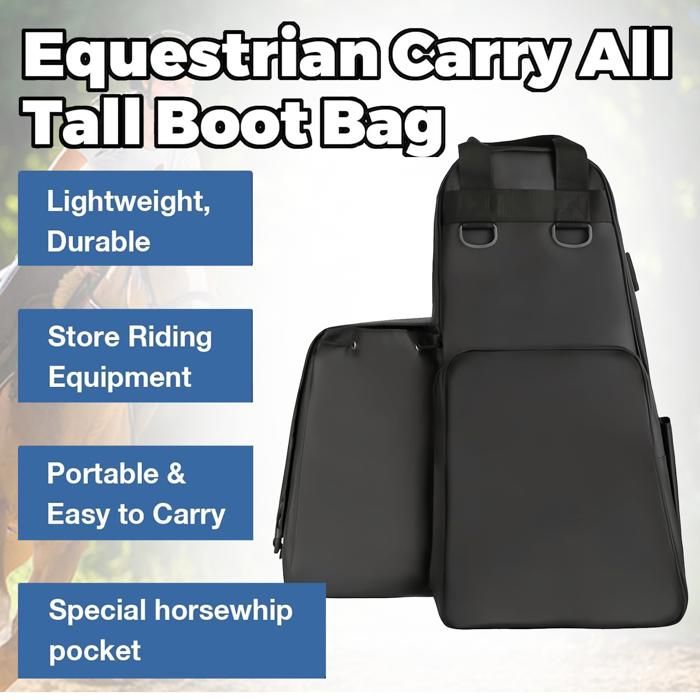 Equestrian Carry All
Tall Boot Bag
Lightweight,
Durable
Store Riding
Equipment
Portable &
Easy to Carry
Special horsewhip
pocket